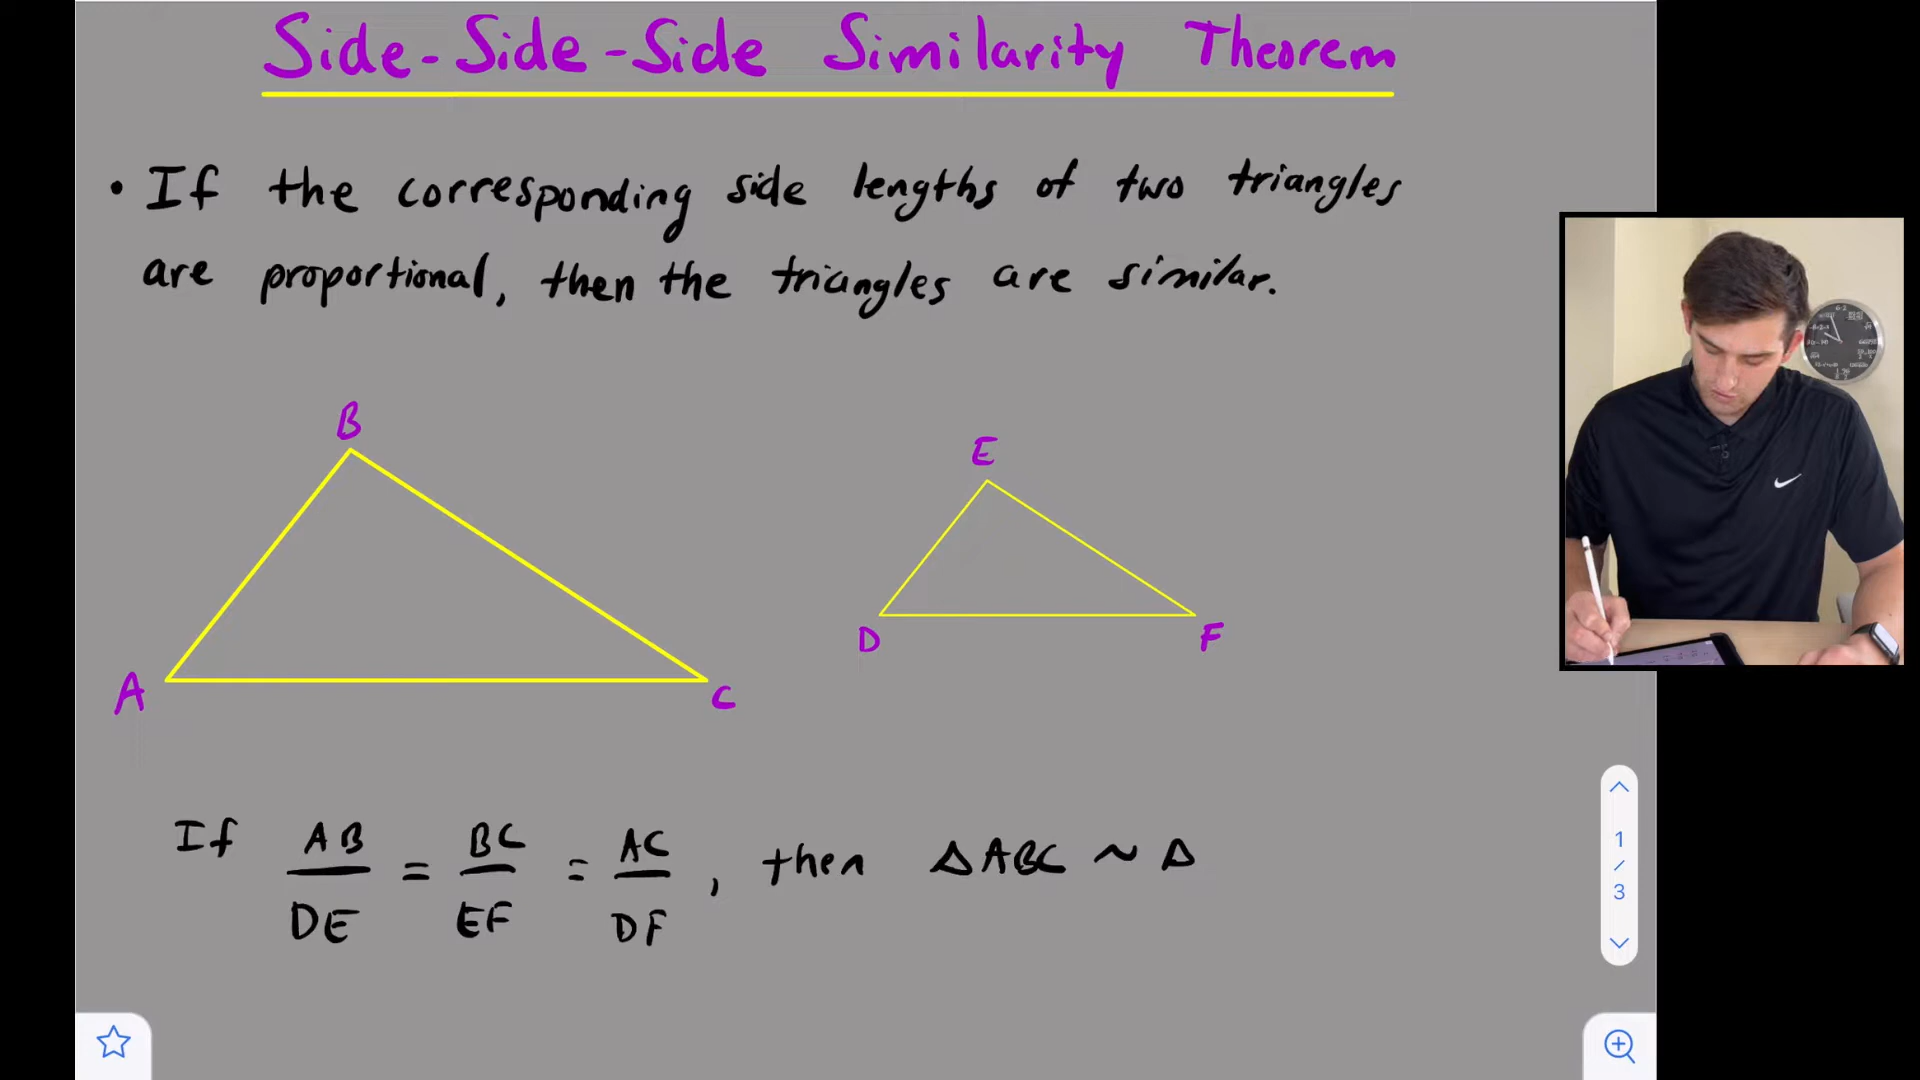 Side-Side-Side Similarity Theorem
• If the corresponding side lengths of two triangles
are proportional, then the triangles are similar.
B
E
D
F
A
C
If AB/DE = BC/EF = AC/DF, then ΔABC ~ Δ
1
/
3